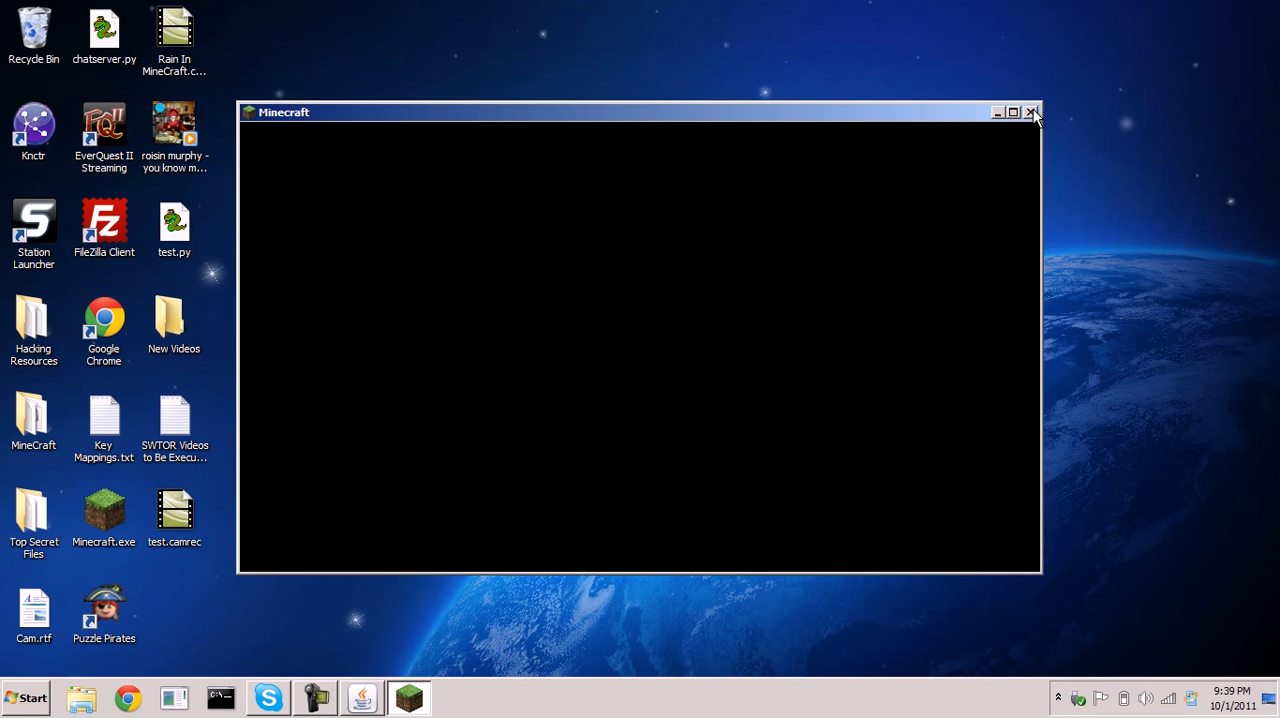 Recycle Bin
chatserver.py
Rain In
MineCraft.c...
Minecraft
Knctr
EverQuest II
Streaming
roisin murphy -
you know m...
Station
Launcher
FileZilla Client
test.py
Hacking
Resources
Google
Chrome
New Videos
MineCraft
Key
Mappings.txt
SWTOR Videos
to Be Execu...
Top Secret
Files
Minecraft.exe
test.camrec
Cam.rtf
Puzzle Pirates
Start
9:39 PM
10/1/2011